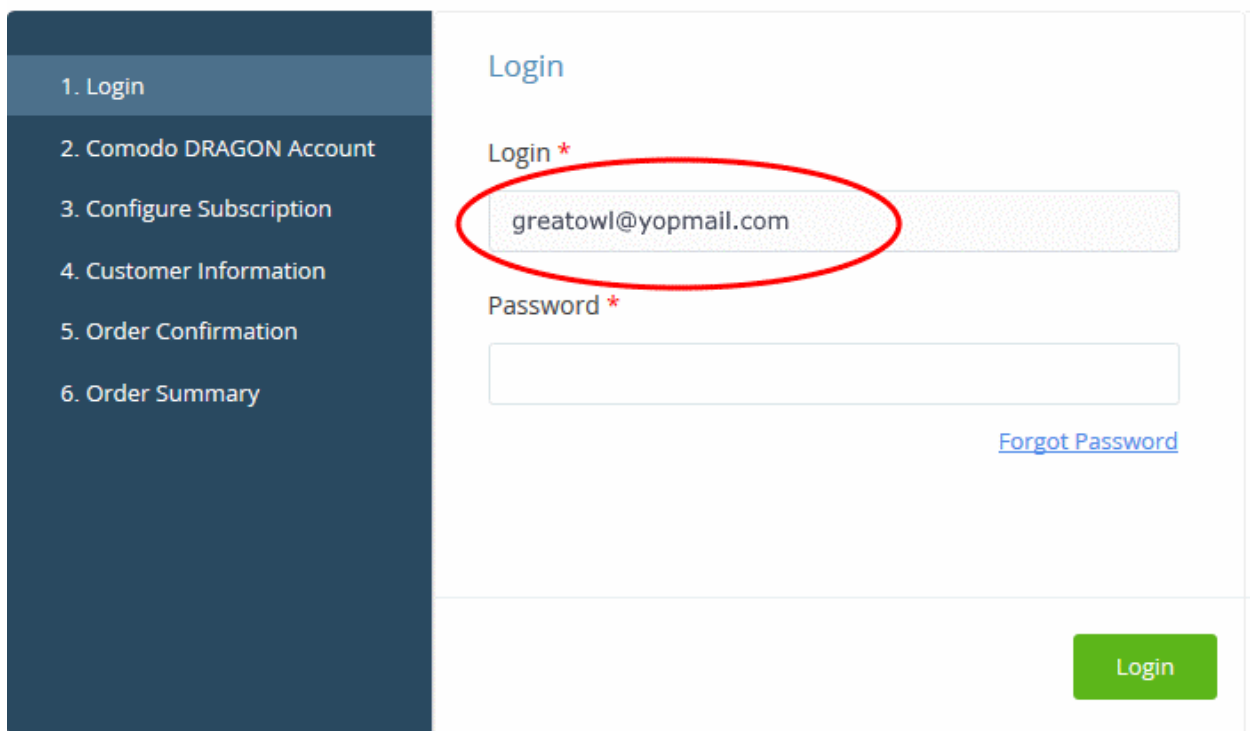 1. Login
2. Comodo DRAGON Account
3. Configure Subscription
4. Customer Information
5. Order Confirmation
6. Order Summary
Login
Login *
greatowl@yopmail.com
Password *
Forgot Password
Login